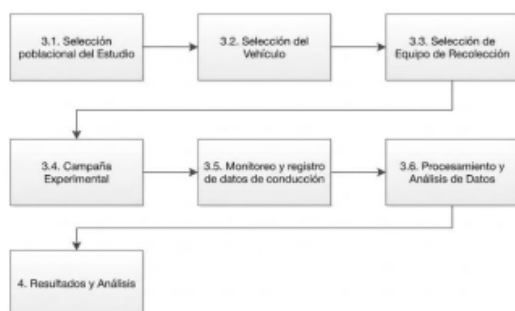 3.1. Selección
poblacional del Estudio
3.2. Selección del
Vehículo
3.3. Selección de
Equipo de Recolección
3.4. Campaña
Experimental
3.5. Monitoreo y registro
de datos de conducción
3.6. Procesamiento y
Análisis de Datos
4. Resultados y Análisis